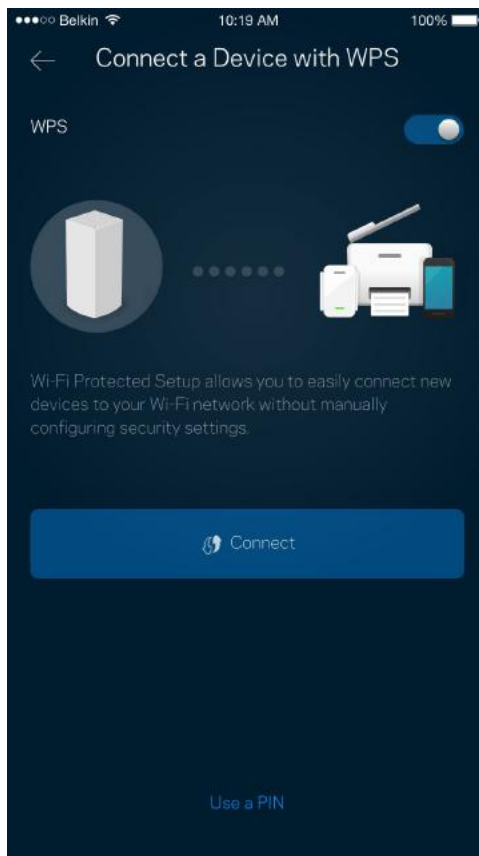 Belkin 10:19 AM 100%
Connect a Device with WPS
WPS
Wi-Fi Protected Setup allows you to easily connect new
devices to your Wi-Fi network without manually
configuring security settings.
Connect
Use a PIN